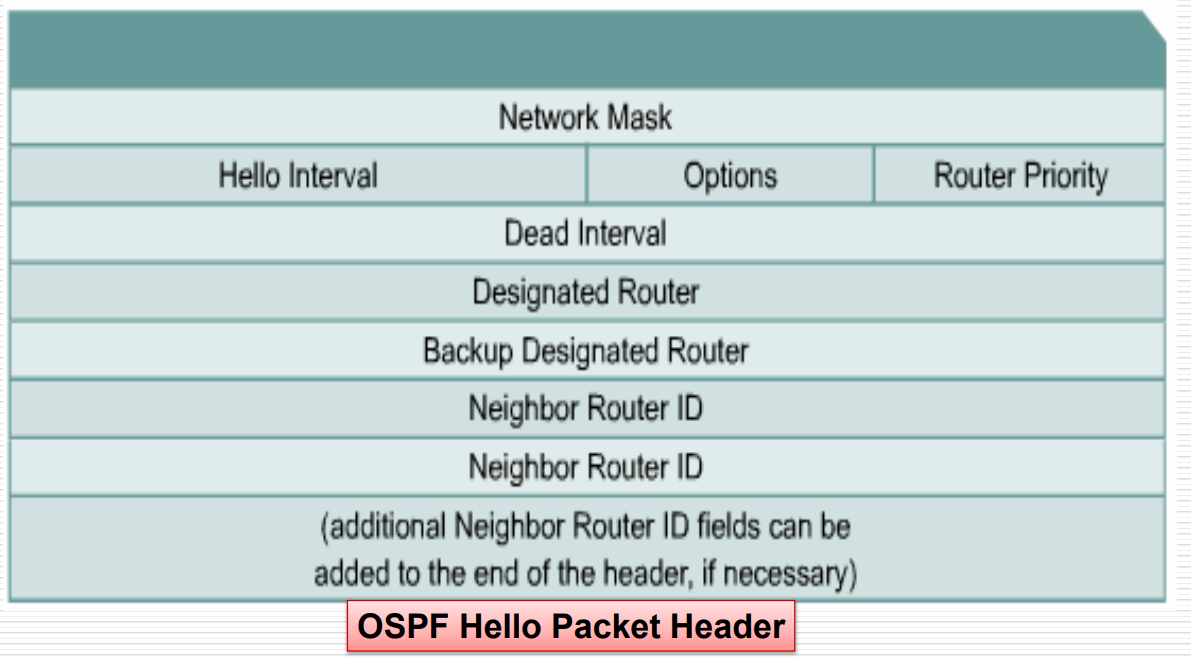 Network Mask
Hello Interval Options Router Priority
Dead Interval
Designated Router
Backup Designated Router
Neighbor Router ID
Neighbor Router ID
(additional Neighbor Router ID fields can be
added to the end of the header, if necessary)
OSPF Hello Packet Header